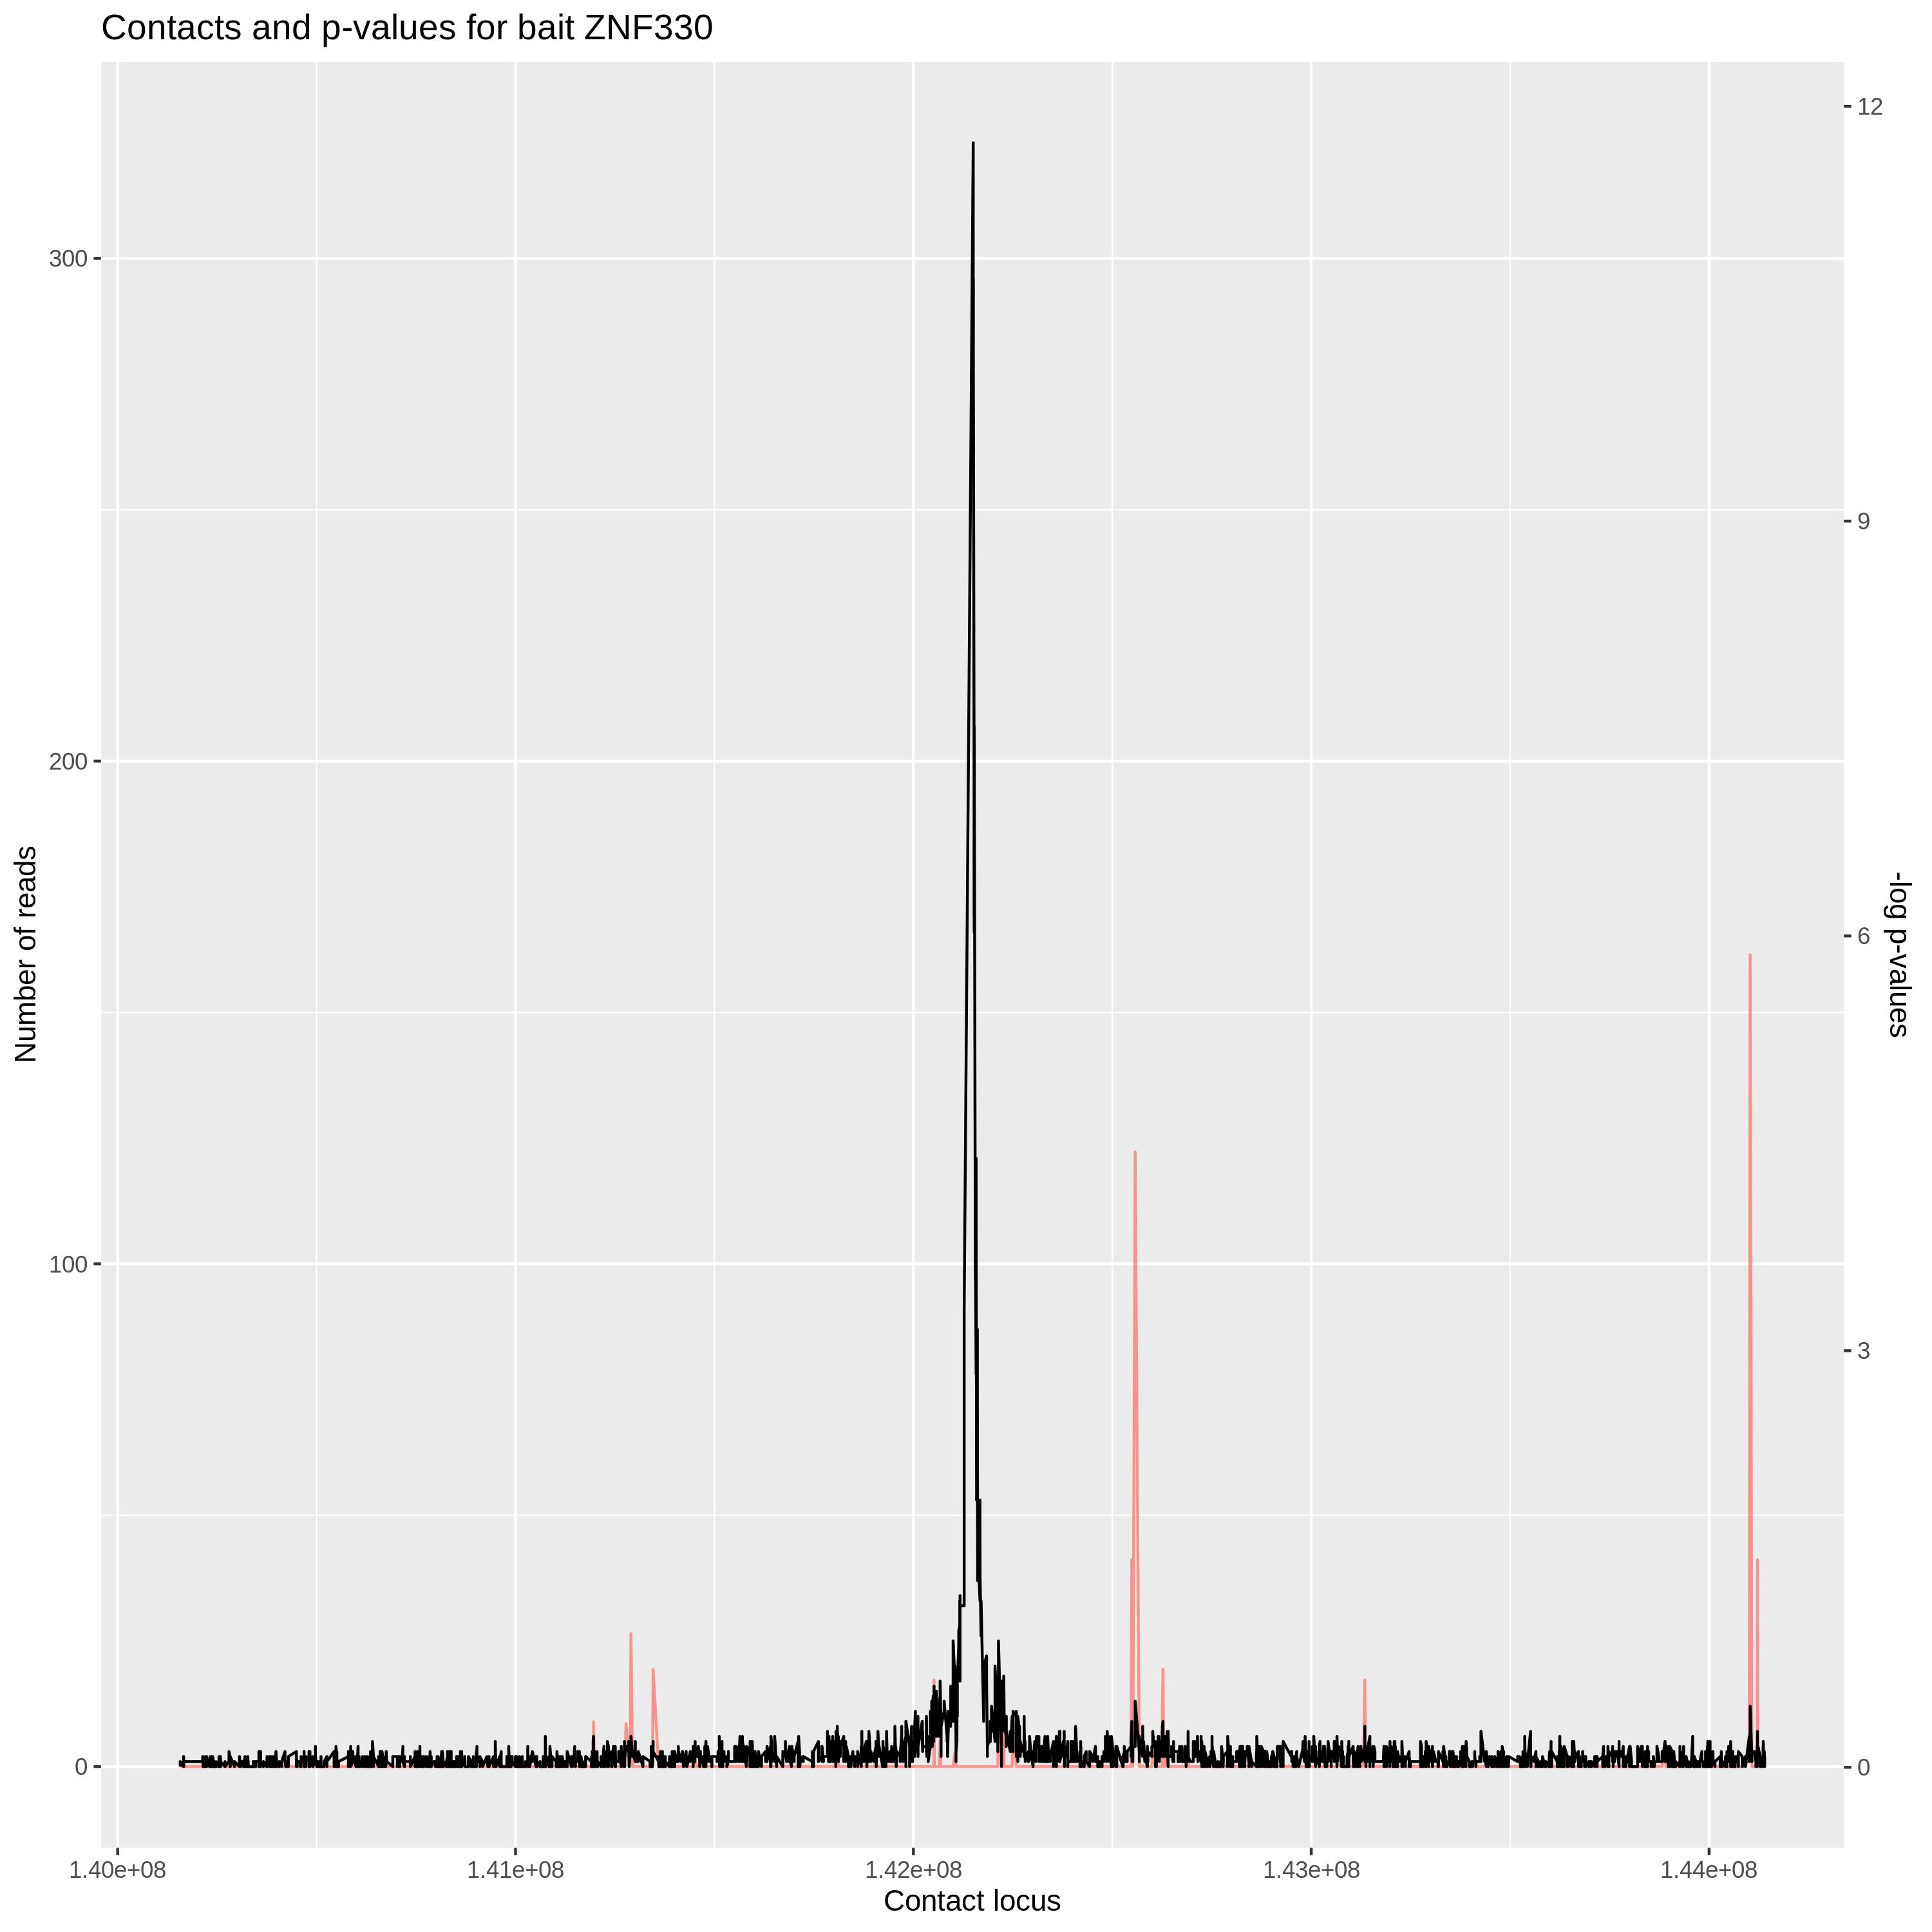 Contacts and p-values for bait ZNF330
300
200
100
0
Number of reads
12
9
6
3
0
-log p-values
1.40e+08
1.41e+08
1.42e+08
1.43e+08
1.44e+08
Contact locus